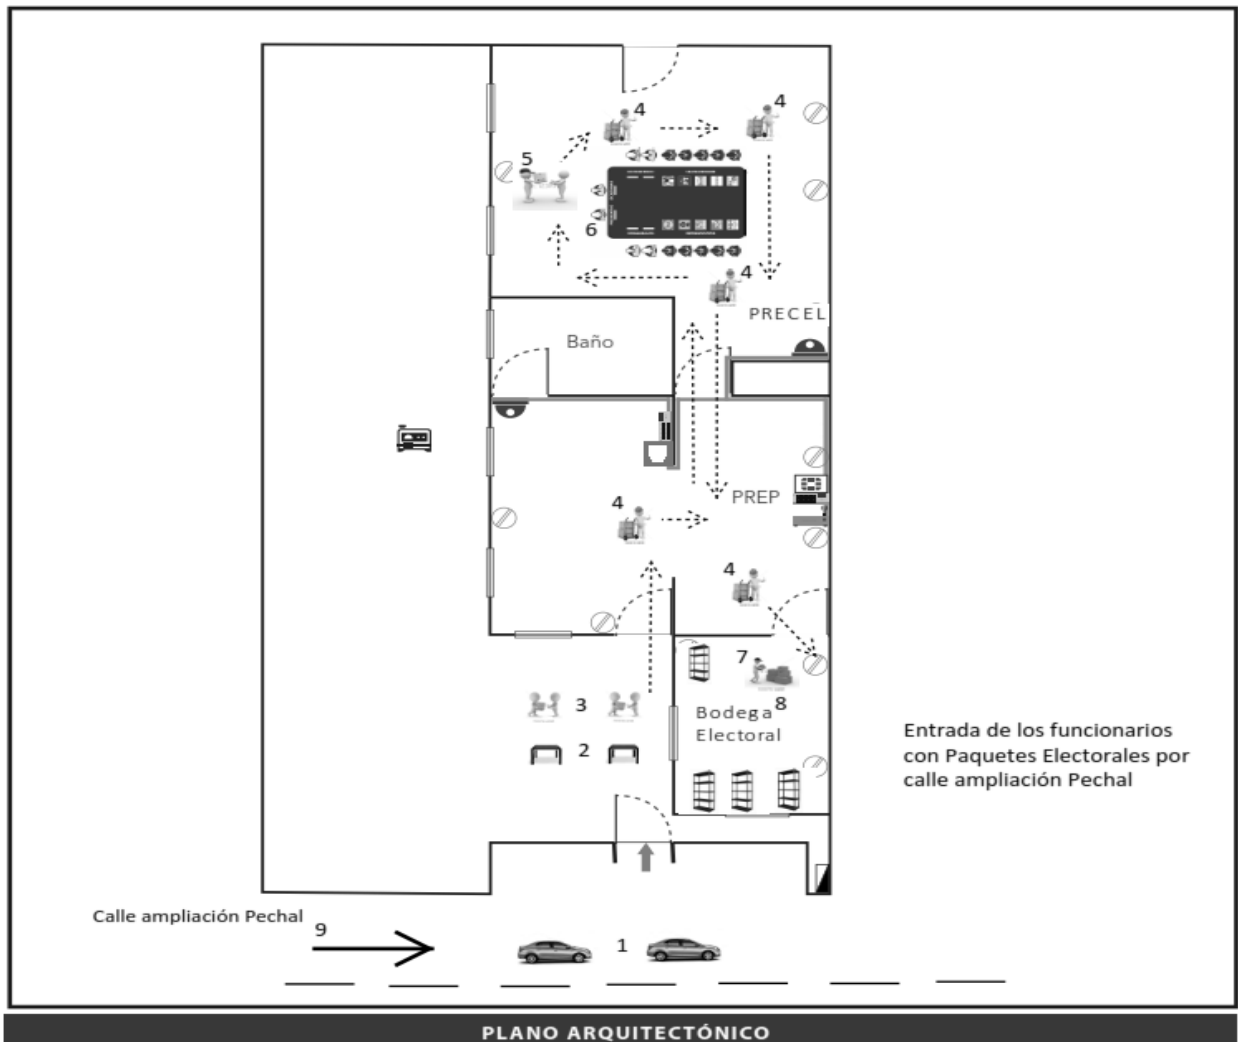 4
4
5
6
4
PRECEL
Baño
4
PREP
4
7
3
8
Bodega
Electoral
2
Entrada de los funcionarios
con Paquetes Electorales por
calle ampliación Pechal
Calle ampliación Pechal
9
1
PLANO ARQUITECTÓNICO